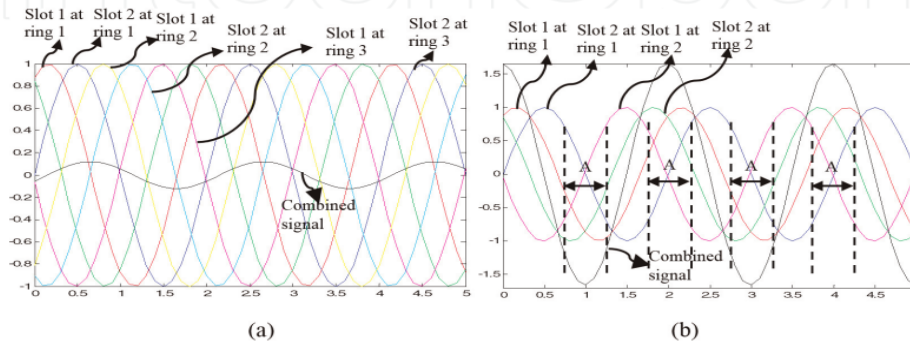 Slot 1 at
ring 1
Slot 2 at
ring 1
Slot 1 at
ring 2
Slot 2 at
ring 2
Slot 1 at
ring 3
Slot 2 at
ring 3
1
0.8
0.6
0.4
0.2
0
-0.2
-0.4
-0.6
-0.8
-1
0 0.5 1 1.5 2 2.5 3 3.5 4 4.5 5
Combined
signal
(a)
Slot 1 at
ring 1
Slot 2 at
ring 1
Slot 1 at
ring 2
Slot 2 at
ring 2
1.5
1
0.5
0
-0.5
-1
-1.5
0 0.5 1 1.5 2 2.5 3 3.5 4 4.5
A A A A
Combined
signal
(b)